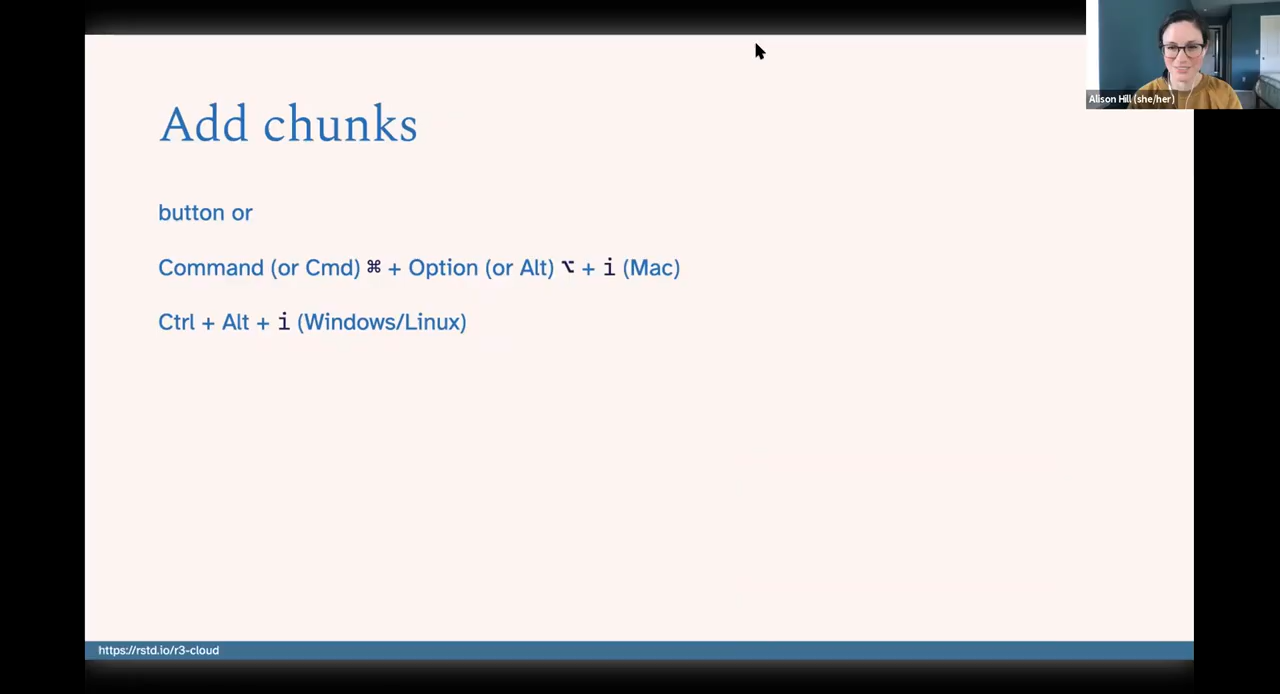 Add chunks
button or
Command (or Cmd) ⌘ + Option (or Alt) ⌥ + i (Mac)
Ctrl + Alt + i (Windows/Linux)
https://rstd.io/r3-cloud
Alison Hill (she/her)